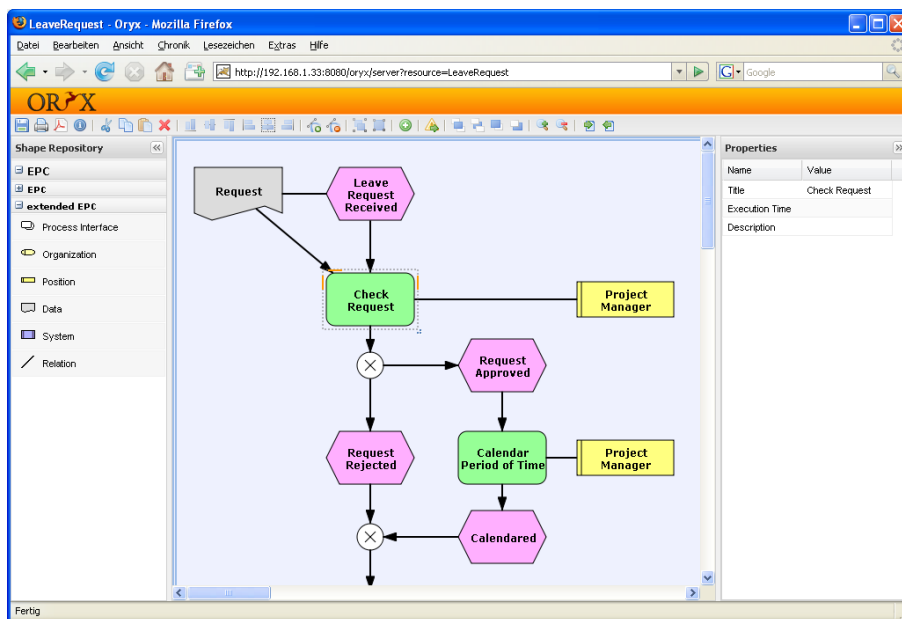 LeaveRequest - Oryx - Mozilla Firefox
Datei Bearbeiten Ansicht Chronik Lesezeichen Extras Hilfe
http://192.168.1.33:8080/oryx/server?resource=LeaveRequest
G Google
ORYX
Shape Repository
Properties
EPC
EPC
extended EPC
Process Interface
Organization
Position
Data
System
Relation
Request
Leave
Request
Received
Check
Request
Project
Manager
Request
Approved
Request
Rejected
Calendar
Period of Time
Project
Manager
Calendared
Name Value
Title Check Request
Execution Time
Description
Fertig